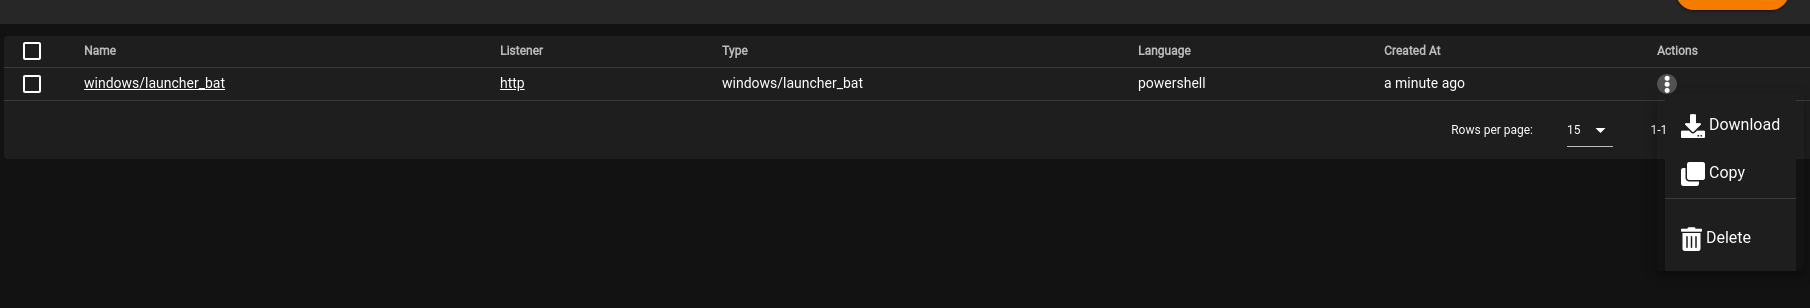 Name Listener Type Language Created At Actions
windows/launcher_bat http windows/launcher_bat powershell a minute ago
Rows per page: 15 1-1
Download
Copy
Delete